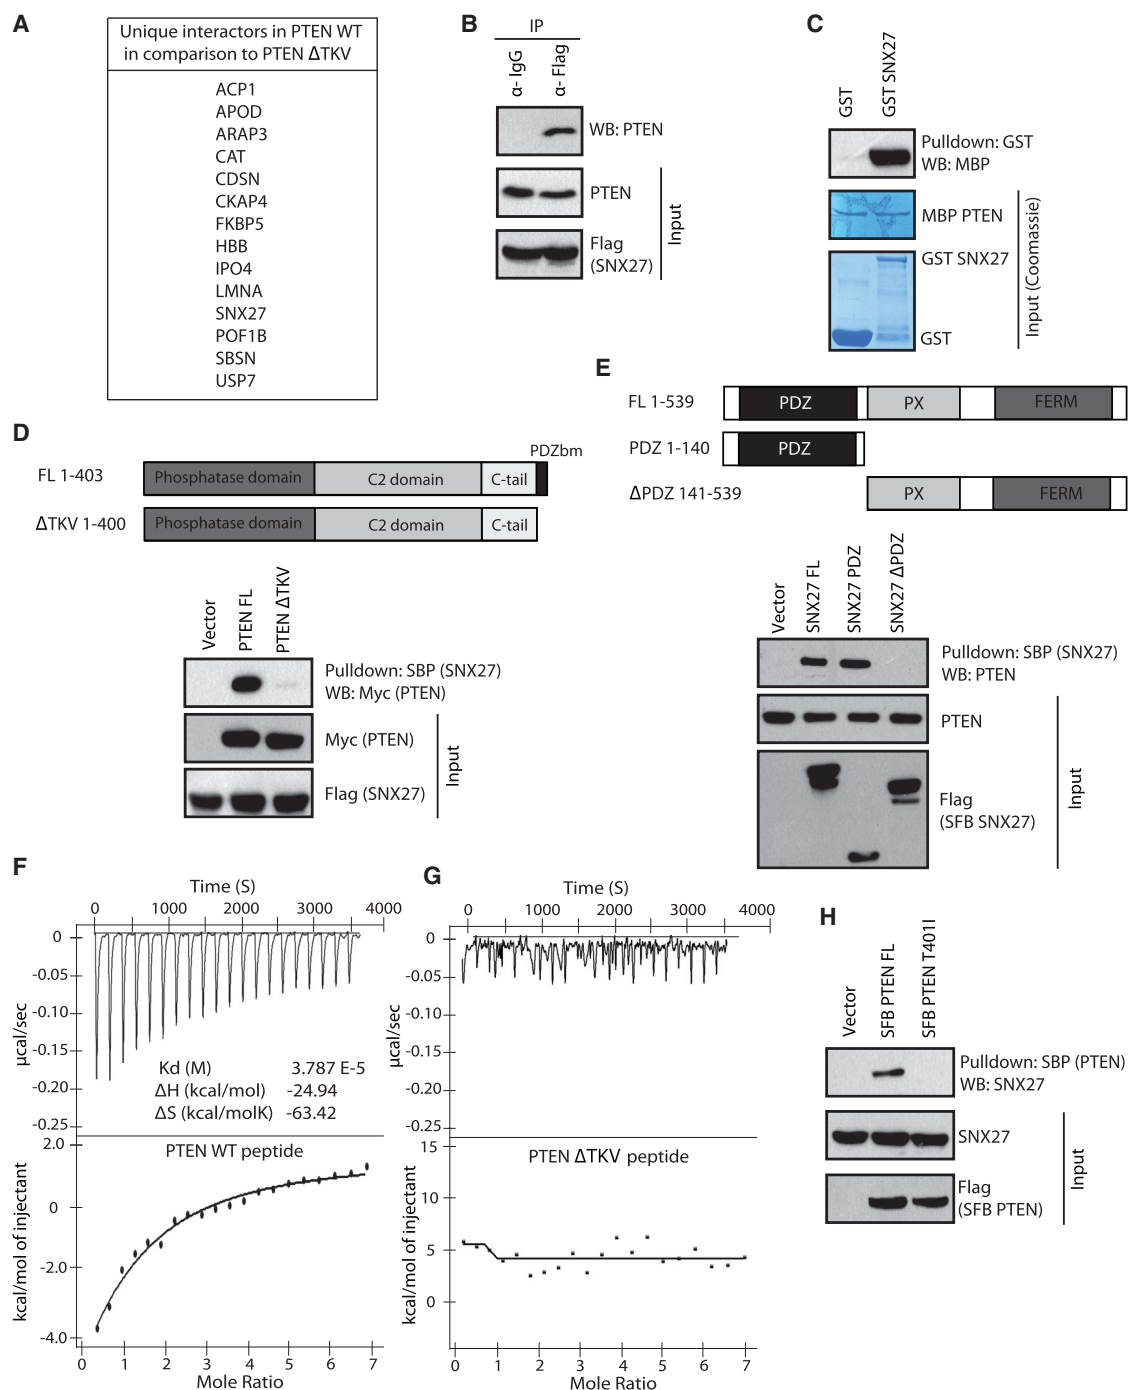 A
Unique interactors in PTEN WT
in comparison to PTEN ΔTKV
ACP1
APOD
ARAP3
CAT
CDSN
CKAP4
FKBP5
HBB
IPO4
LMNA
SNX27
POF1B
SBSN
USP7
B
IP
α- IgG
α- Flag
WB: PTEN
PTEN
Flag
(SNX27)
Input
C
GST
GST SNX27
Pulldown: GST
WB: MBP
MBP PTEN
GST SNX27
GST
Input (Coomassie)
D
PDZbm
FL 1-403
Phosphatase domain
C2 domain
C-tail
ΔTKV 1-400
Phosphatase domain
C2 domain
C-tail
Vector
PTEN FL
PTEN ΔTKV
Pulldown: SBP (SNX27)
WB: Myc (PTEN)
Myc (PTEN)
Flag (SNX27)
Input
E
FL 1-539
PDZ
PX
FERM
PDZ 1-140
PDZ
ΔPDZ 141-539
PX
FERM
Vector
SNX27 FL
SNX27 PDZ
SNX27 ΔPDZ
Pulldown: SBP (SNX27)
WB: PTEN
PTEN
Flag
(SFB SNX27)
Input
F
Time (S)
0 1000 2000 3000 4000
0
-0.05
-0.10
-0.15
-0.20
-0.25
µcal/sec
Kd (M) 3.787 E-5
ΔH (kcal/mol) -24.94
ΔS (kcal/molK) -63.42
PTEN WT peptide
2.0
0
-2.0
-4.0
kcal/mol of injectant
0 1 2 3 4 5 6 7
Mole Ratio
G
Time (S)
0 1000 2000 3000 4000
0
-0.05
-0.10
-0.15
-0.20
-0.25
µcal/sec
PTEN ΔTKV peptide
15
10
5
0
kcal/mol of injectant
0 1 2 3 4 5 6 7
Mole Ratio
H
Vector
SFB PTEN FL
SFB PTEN T401I
Pulldown: SBP (PTEN)
WB: SNX27
SNX27
Flag
(SFB PTEN)
Input